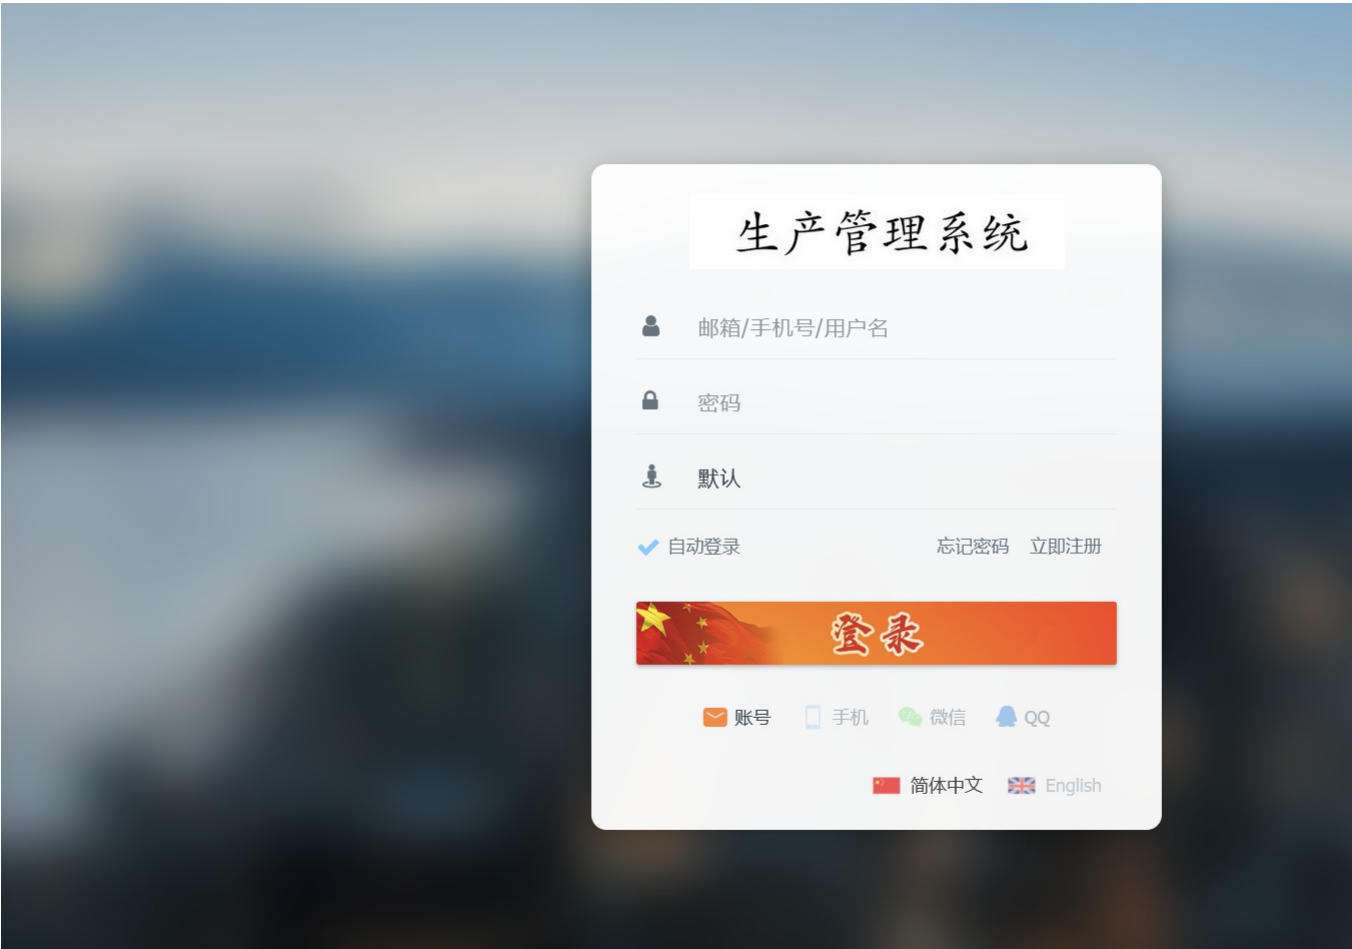 生产管理系统
邮箱/手机号/用户名
密码
默认
自动登录 忘记密码 立即注册
登录
账号 手机 微信 QQ
简体中文 English